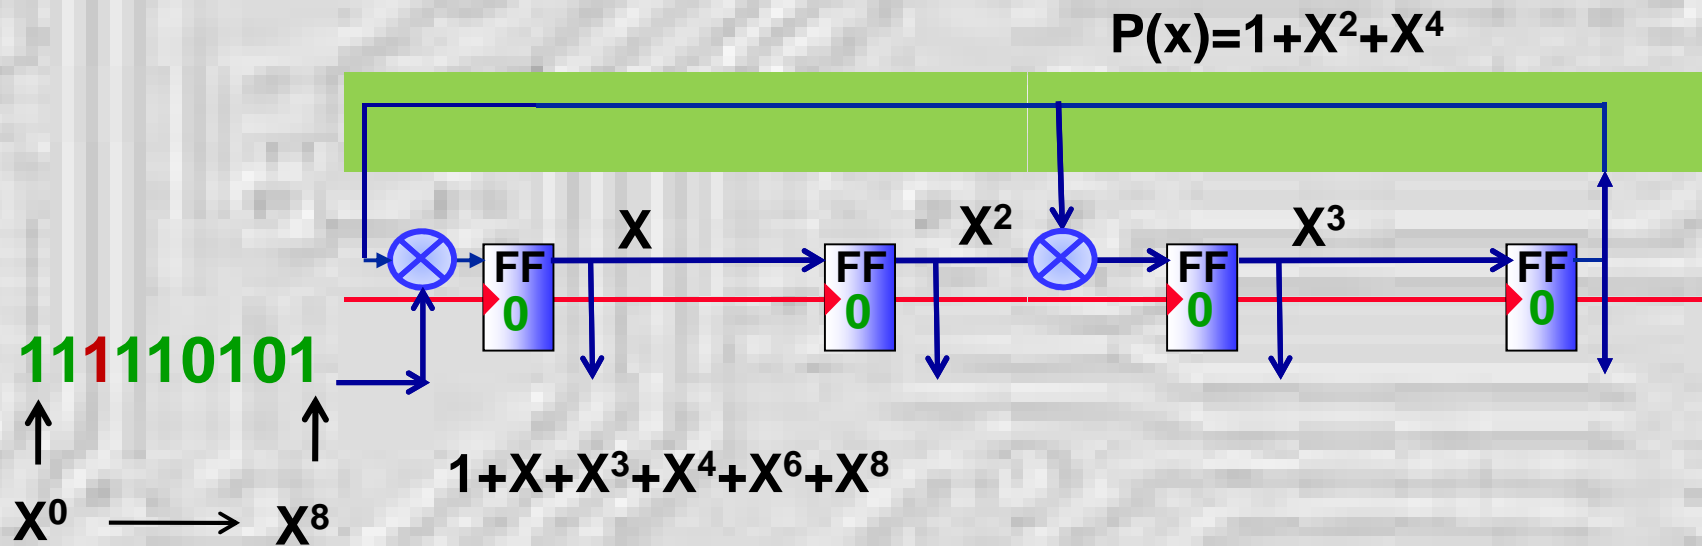 P(x)=1+X²+X⁴
X X² X³
FF FF FF FF
0 0 0 0
111110101
1+X+X³+X⁴+X⁶+X⁸
X⁰ X⁸